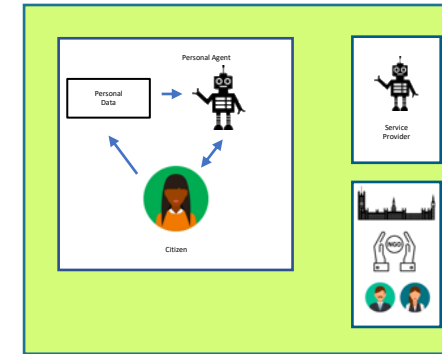 Personal Agent
Personal
Data
Citizen
Service
Provider
NGO